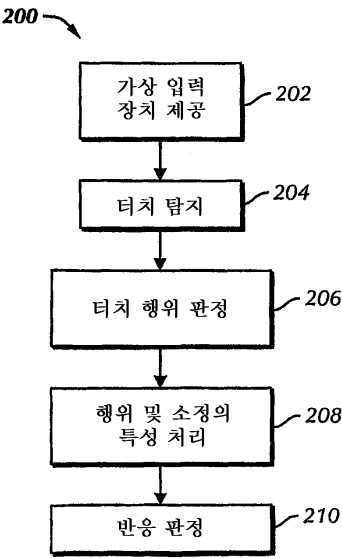 200
가상 입력
장치 제공
202
터치 탐지
204
터치 행위 판정
206
행위 및 소정의
특성 처리
208
반응 판정
210